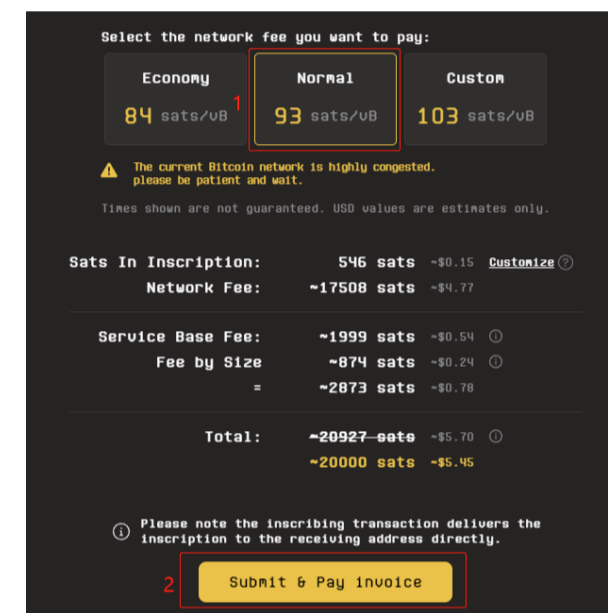 Select the network fee you want to pay:
Economy Normal Custom
84 sats/vB 1 93 sats/vB 103 sats/vB
The current Bitcoin network is highly congested.
please be patient and wait.
Times shown are not guaranteed. USD values are estimates only.
Sats In Inscription: 546 sats ~$0.15 Customize ?
Network Fee: ~17508 sats ~$4.77
Service Base Fee: ~1999 sats ~$0.54
Fee by Size ~874 sats ~$0.24
= ~2873 sats ~$0.78
Total: ~20927 sats ~$5.70
~20000 sats ~$5.45
Please note the inscribing transaction delivers the
inscription to the receiving address directly.
2 Submit & Pay invoice